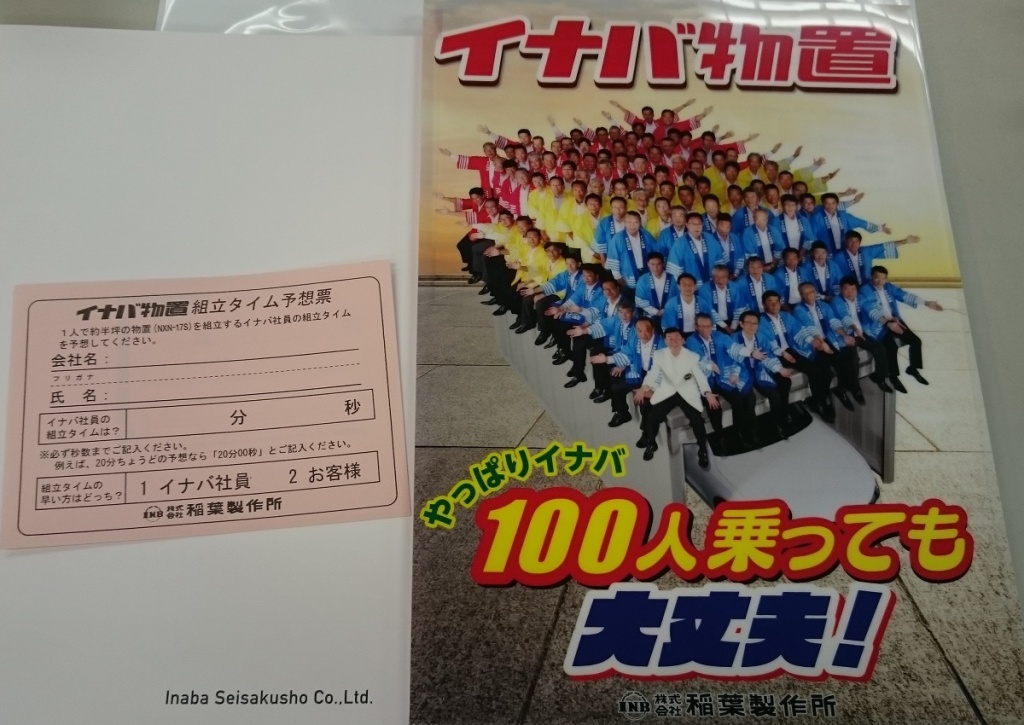 イナバ物置 組立タイム予想票
1人で約半坪の物置(NXN-17S)を組立するイナバ社員の組立タイム
を予想してください。
会社名:
フリガナ
氏 名:
イナバ社員の
組立タイムは?
分 秒
※必ず秒数までご記入ください。
例えば、20分ちょうどの予想なら「20分00秒」とご記入ください。
組立タイムの
早い方はどっち?
1 イナバ社員 2 お客様
INB 株式会社 稲葉製作所
Inaba Seisakusho Co.,Ltd.
イナバ物置
やっぱりイナバ
100人乗っても
大丈夫!
INB 株式会社 稲葉製作所